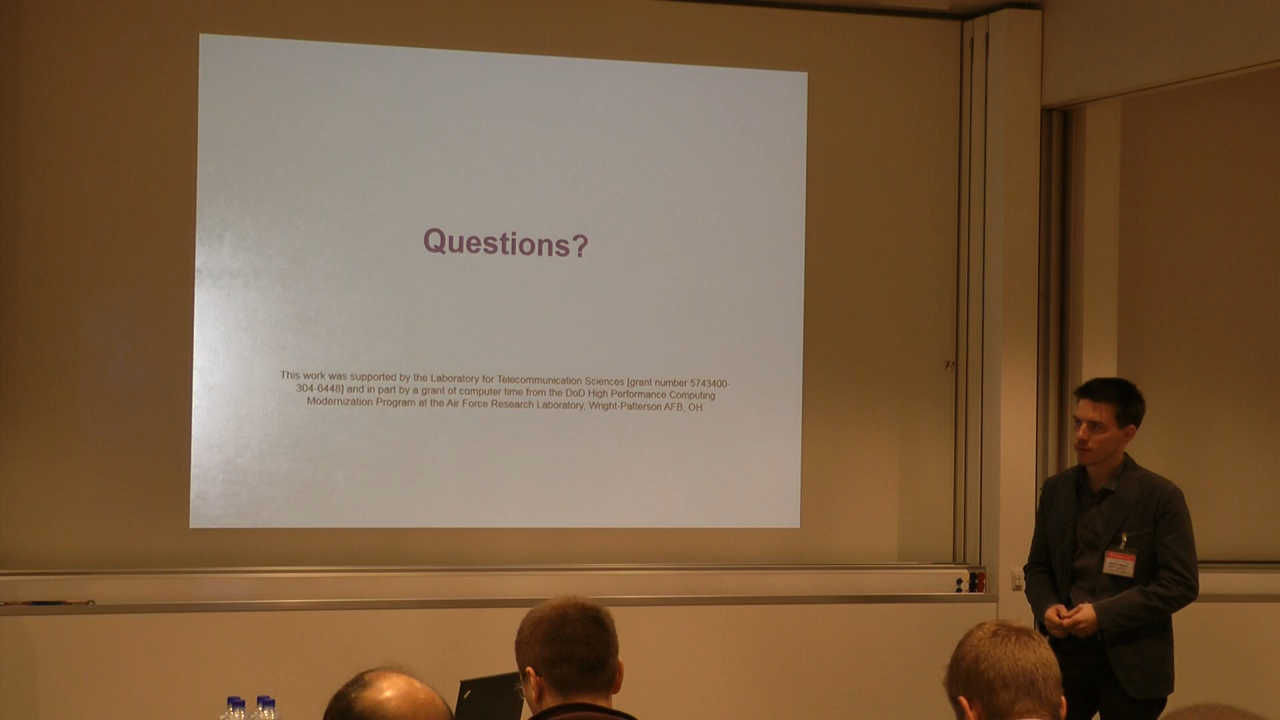 Questions?
This work was supported by the Laboratory for Telecommunication Sciences [grant number 5743400-
304-6448] and in part by a grant of computer time from the DoD High Performance Computing
Modernization Program at the Air Force Research Laboratory, Wright-Patterson AFB, OH